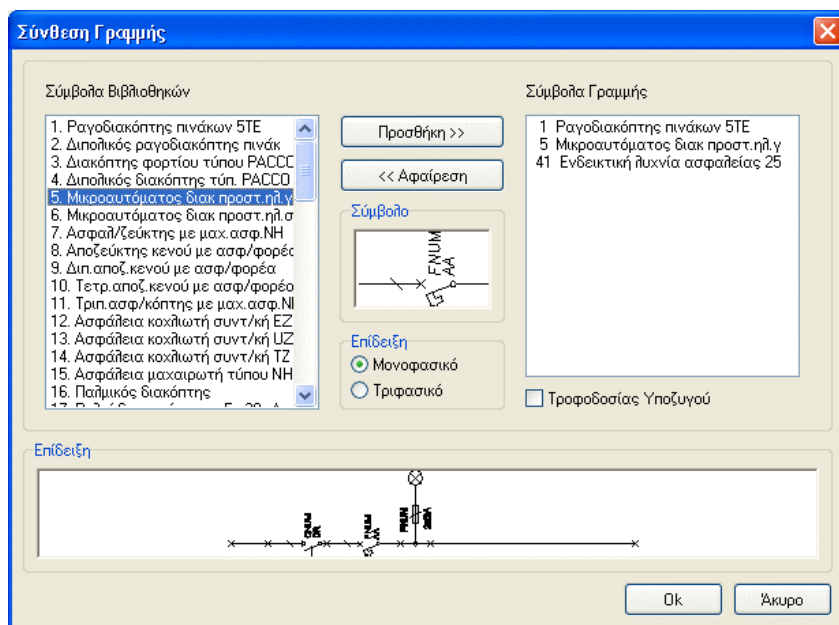 Σύνθεση Γραμμής
Σύμβολα Βιβλιοθηκών
1. Ραγοδιακόπτης πινάκων 5ΤΕ
2. Διπολικός ραγοδιακόπτης πινάκ
3. Διακόπτης φορτίου τύπου PACCO
4. Διπολικός διακόπτης τύπ. PACCO
5. Μικροαυτόματος διακ προστ.ηλ.γ
6. Μικροαυτόματος διακ προστ.ηλ.σ
7. Ασφαλ/ζεύκτης με μαχ.ασφ.ΝΗ
8. Αποζεύκτης κενού με ασφ/φορέα
9. Διπ.αποζ.κενού με ασφ/φορέα
10. Τετρ.αποζ.κενού με ασφ/φορέα
11. Τριπ.ασφ/κόπτης με μαχ.ασφ.ΝΗ
12. Ασφάλεια κοχλιωτή συντ/κή ΕΖ
13. Ασφάλεια κοχλιωτή συντ/κή UZ
14. Ασφάλεια κοχλιωτή συντ/κή ΤΖ
15. Ασφάλεια μαχαιρωτή τύπου ΝΗ
16. Παλμικός διακόπτης
Προσθήκη >>
<< Αφαίρεση
Σύμβολο
FNUM
AA
Επίδειξη
Μονοφασικό
Τριφασικό
Σύμβολα Γραμμής
1 Ραγοδιακόπτης πινάκων 5ΤΕ
5 Μικροαυτόματος διακ προστ.ηλ.γ
41 Ενδεικτική λυχνία ασφαλείας 25
Τροφοδοσίας Υποζυγού
Επίδειξη
FNUM
AA
FNUM
Ok
Άκυρο